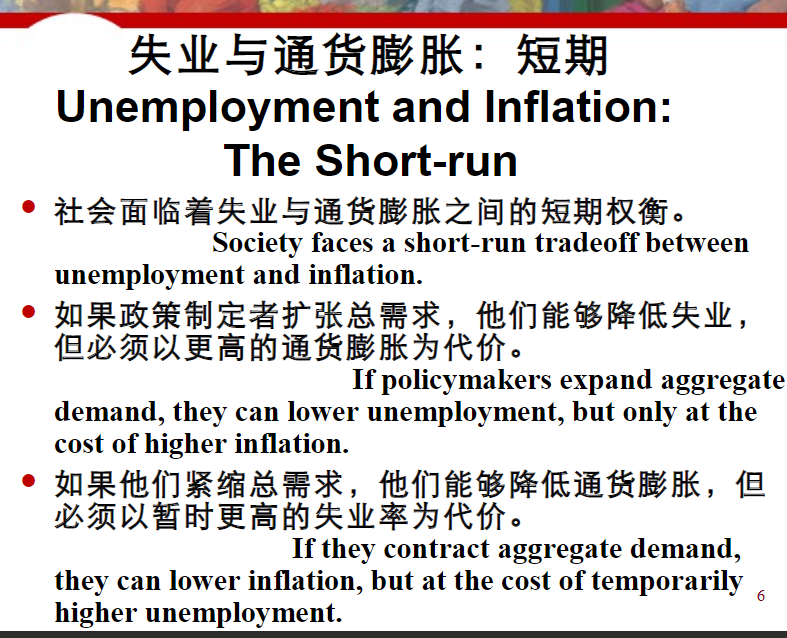 失业与通货膨胀：短期
Unemployment and Inflation:
The Short-run
• 社会面临着失业与通货膨胀之间的短期权衡。
Society faces a short-run tradeoff between
unemployment and inflation.
• 如果政策制定者扩张总需求，他们能够降低失业，
但必须以更高的通货膨胀为代价。
If policymakers expand aggregate
demand, they can lower unemployment, but only at the
cost of higher inflation.
• 如果他们紧缩总需求，他们能够降低通货膨胀，但
必须以暂时更高的失业率为代价。
If they contract aggregate demand,
they can lower inflation, but at the cost of temporarily
higher unemployment.
6